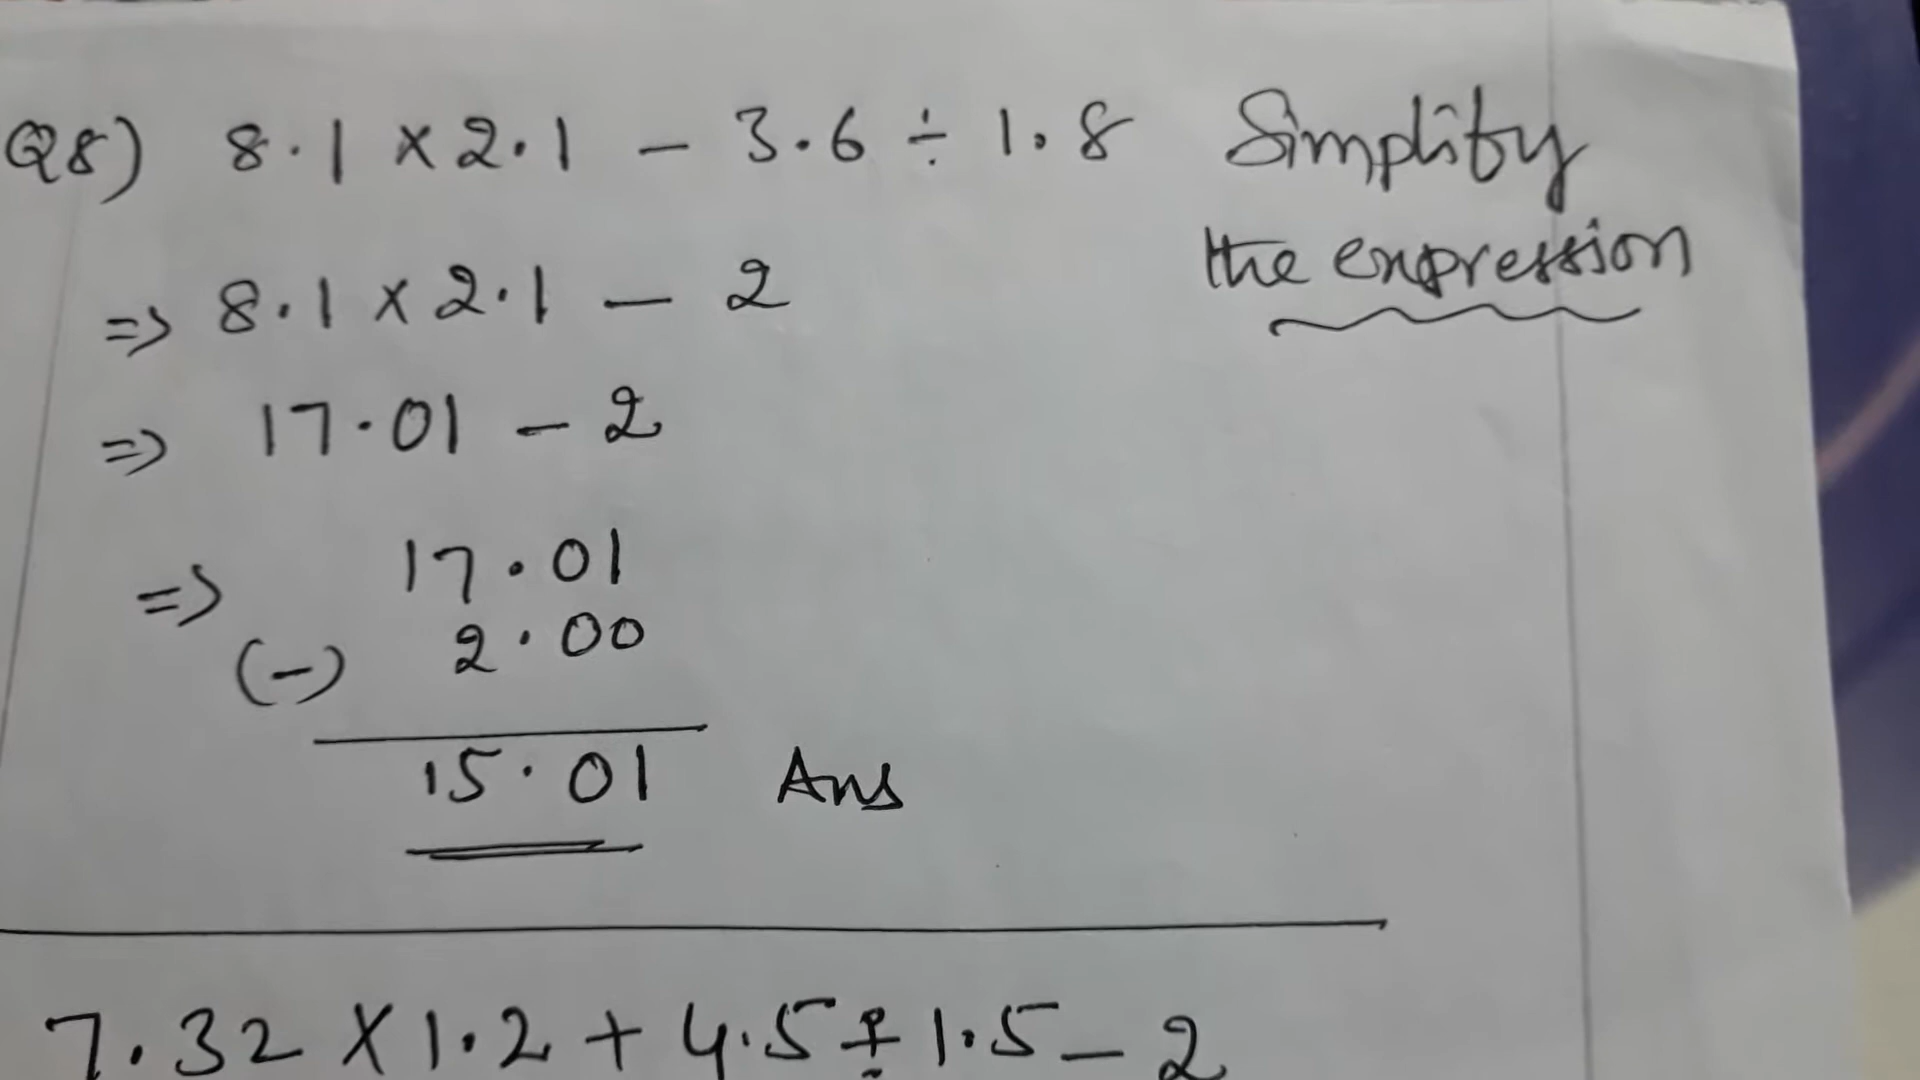 Q8) 8.1 × 2.1 - 3.6 ÷ 1.8 Simplify
the expression
=> 8.1 × 2.1 - 2
=> 17.01 - 2
=> 17.01
(-) 2.00
15.01 Ans
7.32 × 1.2 + 4.5 ÷ 1.5 - 2